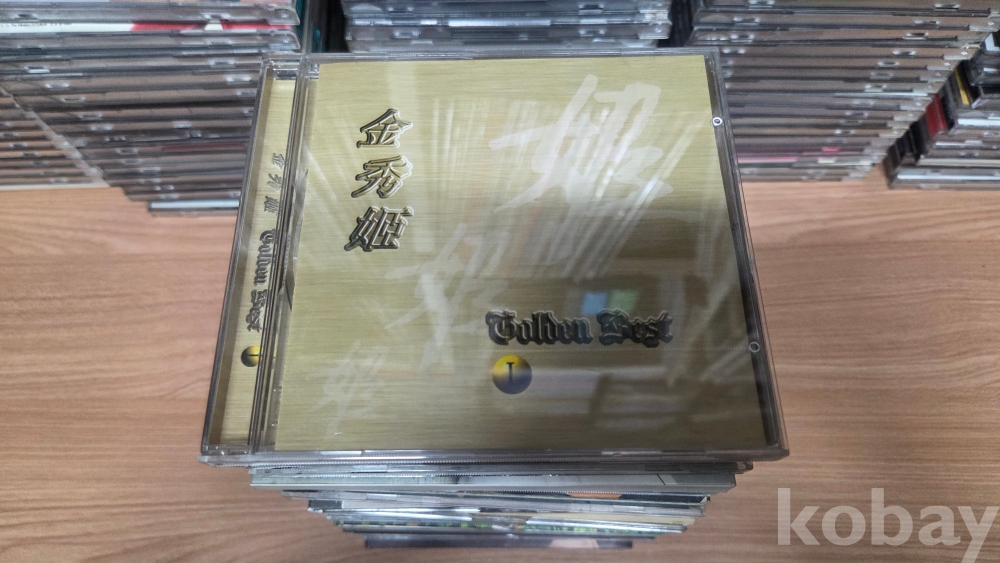 金秀姬
Golden Best
I
金秀姬 Golden Best I
kobay